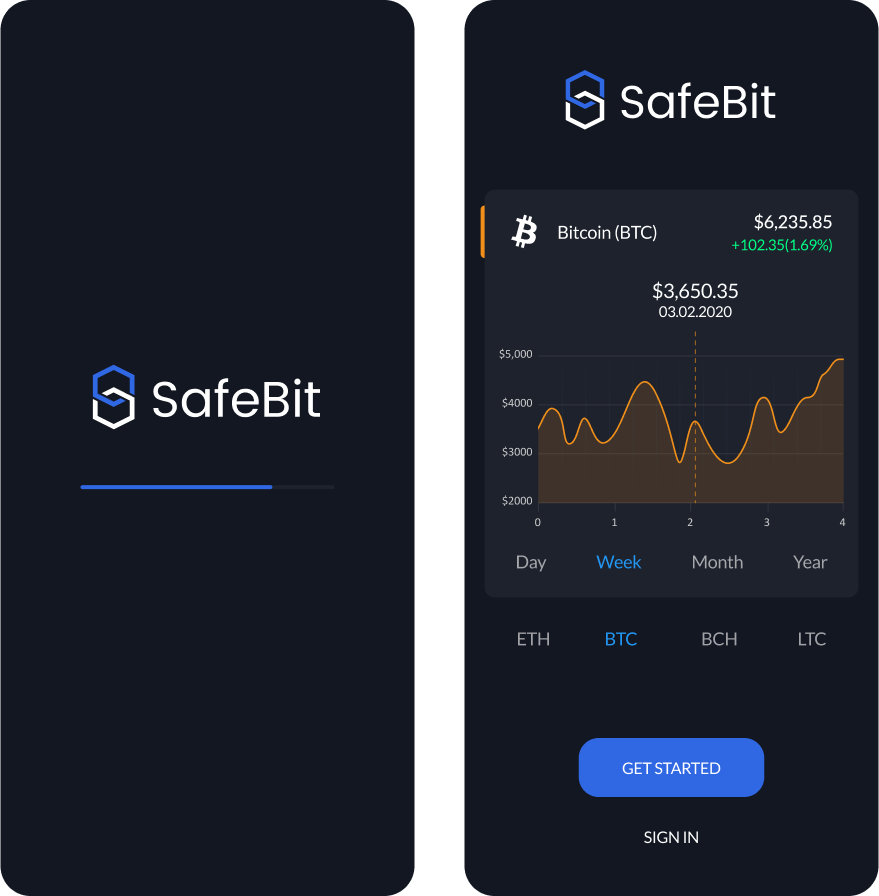 SafeBit
SafeBit
Bitcoin (BTC)
$6,235.85
+102.35(1.69%)
$3,650.35
03.02.2020
$5,000
$4000
$3000
$2000
0 1 2 3 4
Day Week Month Year
ETH BTC BCH LTC
GET STARTED
SIGN IN